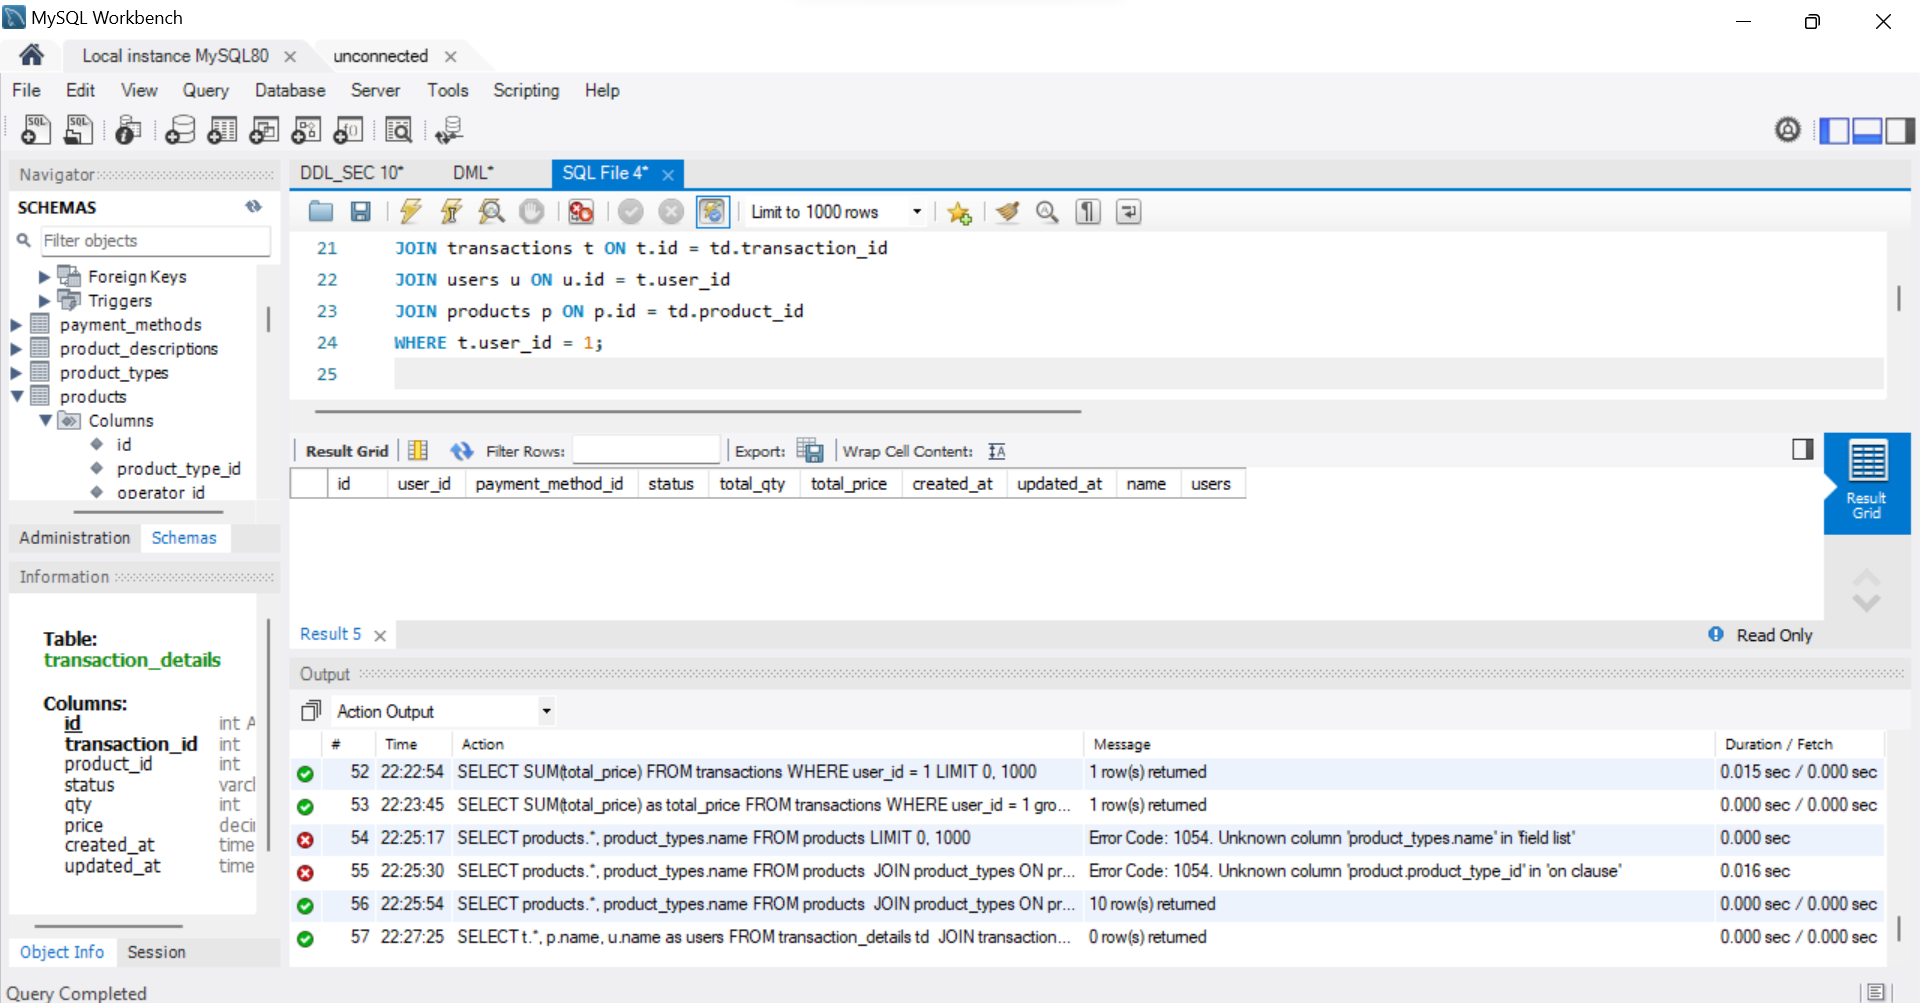 MySQL Workbench
Local instance MySQL80
unconnected
File Edit View Query Database Server Tools Scripting Help
SQL SQL
Navigator
SCHEMAS
Filter objects
Foreign Keys
Triggers
payment_methods
product_descriptions
product_types
products
Columns
id
product_type_id
operator id
Administration Schemas
Information
Table:
transaction_details
Columns:
id int A
transaction_id int
product_id int
status varcl
qty int
price deci
created_at time
updated_at time
Object Info Session
Query Completed
DDL_SEC 10* DML* SQL File 4*
Limit to 1000 rows
21 JOIN transactions t ON t.id = td.transaction_id
22 JOIN users u ON u.id = t.user_id
23 JOIN products p ON p.id = td.product_id
24 WHERE t.user_id = 1;
25
Result Grid Filter Rows: Export: Wrap Cell Content:
id user_id payment_method_id status total_qty total_price created_at updated_at name users
Result Grid
Result 5
Read Only
Output
Action Output
# Time Action Message Duration / Fetch
52 22:22:54 SELECT SUM(total_price) FROM transactions WHERE user_id = 1 LIMIT 0, 1000 1 row(s) returned 0.015 sec / 0.000 sec
53 22:23:45 SELECT SUM(total_price) as total_price FROM transactions WHERE user_id = 1 gro... 1 row(s) returned 0.000 sec / 0.000 sec
54 22:25:17 SELECT products.*, product_types.name FROM products LIMIT 0, 1000 Error Code: 1054. Unknown column 'product_types.name' in 'field list' 0.000 sec
55 22:25:30 SELECT products.*, product_types.name FROM products JOIN product_types ON pr... Error Code: 1054. Unknown column 'product.product_type_id' in 'on clause' 0.016 sec
56 22:25:54 SELECT products.*, product_types.name FROM products JOIN product_types ON pr... 10 row(s) returned 0.000 sec / 0.000 sec
57 22:27:25 SELECT t.*, p.name, u.name as users FROM transaction_details td JOIN transaction... 0 row(s) returned 0.000 sec / 0.000 sec